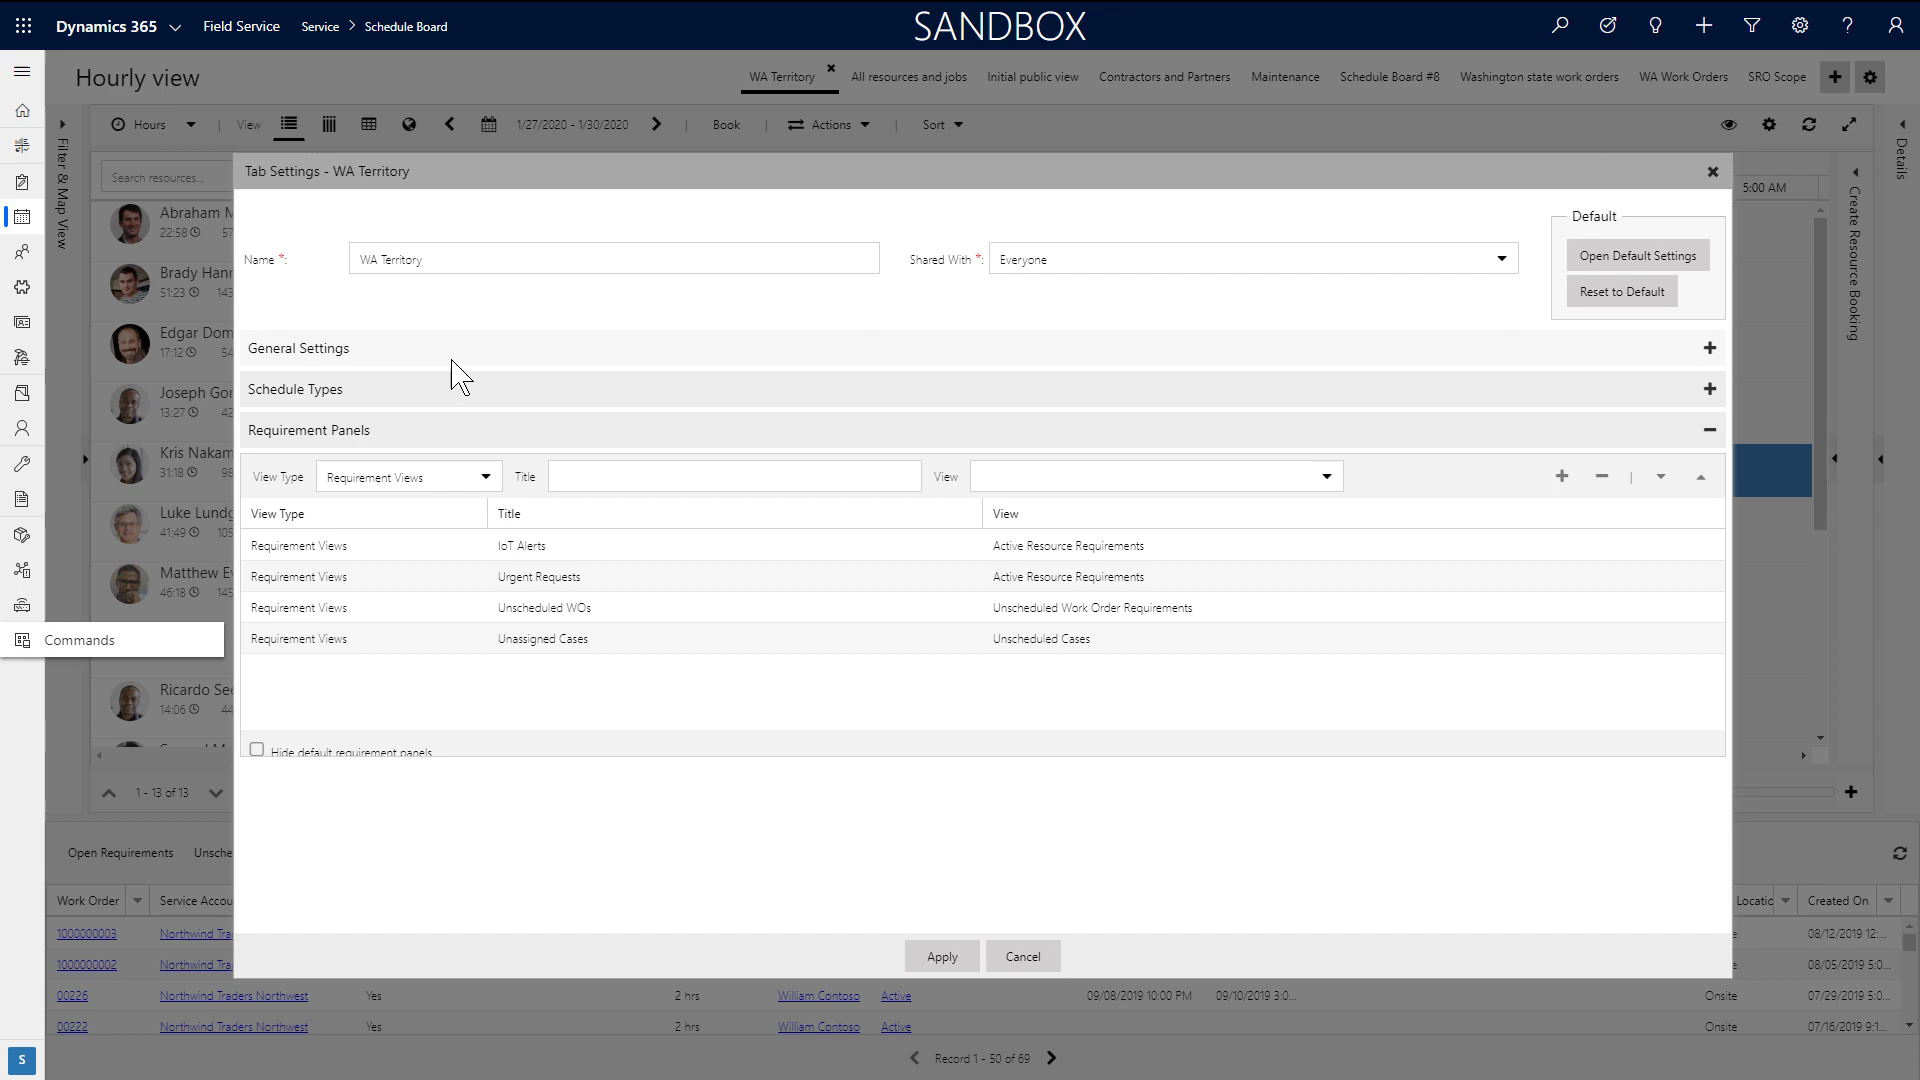 Dynamics 365 Field Service Service Schedule Board SANDBOX
Hourly view WA Territory All resources and jobs Initial public view Contractors and Partners Maintenance Schedule Board #8 Washington state work orders WA Work Orders SRO Scope
Hours View 1/27/2020 - 1/30/2020 Book Actions Sort
Filter & Map View
Details
Create Resource Booking
Search resources...
5:00 AM
Abraham M
22:58 57
Brady Hann
51:23 143
Edgar Dom
17:12 54
Joseph Gon
13:27 42
Kris Nakam
31:18 98
Luke Lundg
41:49 105
Matthew Ev
46:18 145
Commands
Ricardo See
14:06 44
1 - 13 of 13
Tab Settings - WA Territory
Name *: WA Territory Shared With *: Everyone
Default
Open Default Settings
Reset to Default
General Settings
Schedule Types
Requirement Panels
View Type Requirement Views Title View
View Type Title View
Requirement Views IoT Alerts Active Resource Requirements
Requirement Views Urgent Requests Active Resource Requirements
Requirement Views Unscheduled WOs Unscheduled Work Order Requirements
Requirement Views Unassigned Cases Unscheduled Cases
Hide default requirement panels
Apply Cancel
Open Requirements Unsche
Work Order Service Accou Locatic Created On
1000000003 Northwind Tra e 08/12/2019 12:...
1000000002 Northwind Tra e 08/05/2019 5:0...
00226 Northwind Traders Northwest Yes 2 hrs William Contoso Active 09/08/2019 10:00 PM 09/10/2019 3:0... Onsite 07/29/2019 5:0...
00222 Northwind Traders Northwest Yes 2 hrs William Contoso Active Onsite 07/16/2019 9:1...
S
Record 1 - 50 of 69